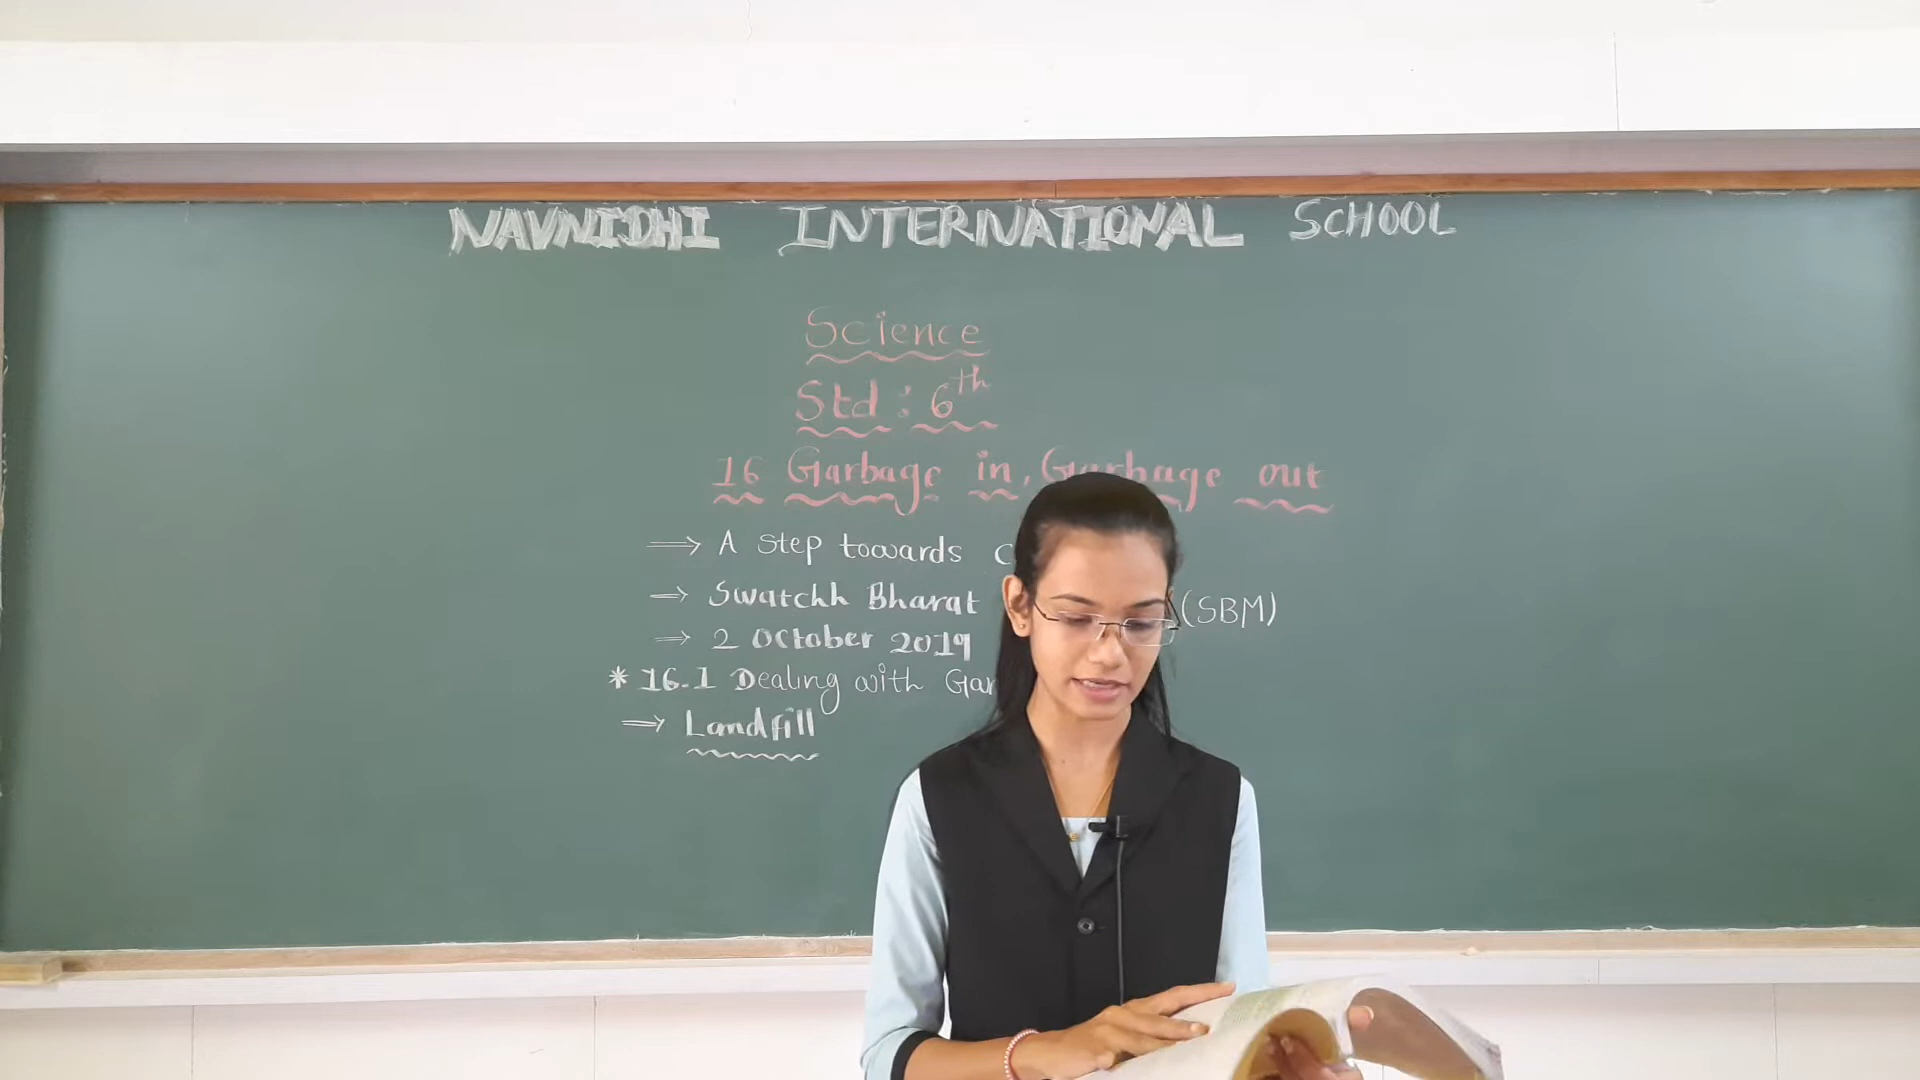 NAVNIDHI INTERNATIONAL SCHOOL
Science
Std : 6th
16 Garbage in, Garbage out
⟹ A step towards
⟹ Swatchh Bharat (SBM)
⟹ 2 October 2019
* 16.1 Dealing with
⟹ Landfill